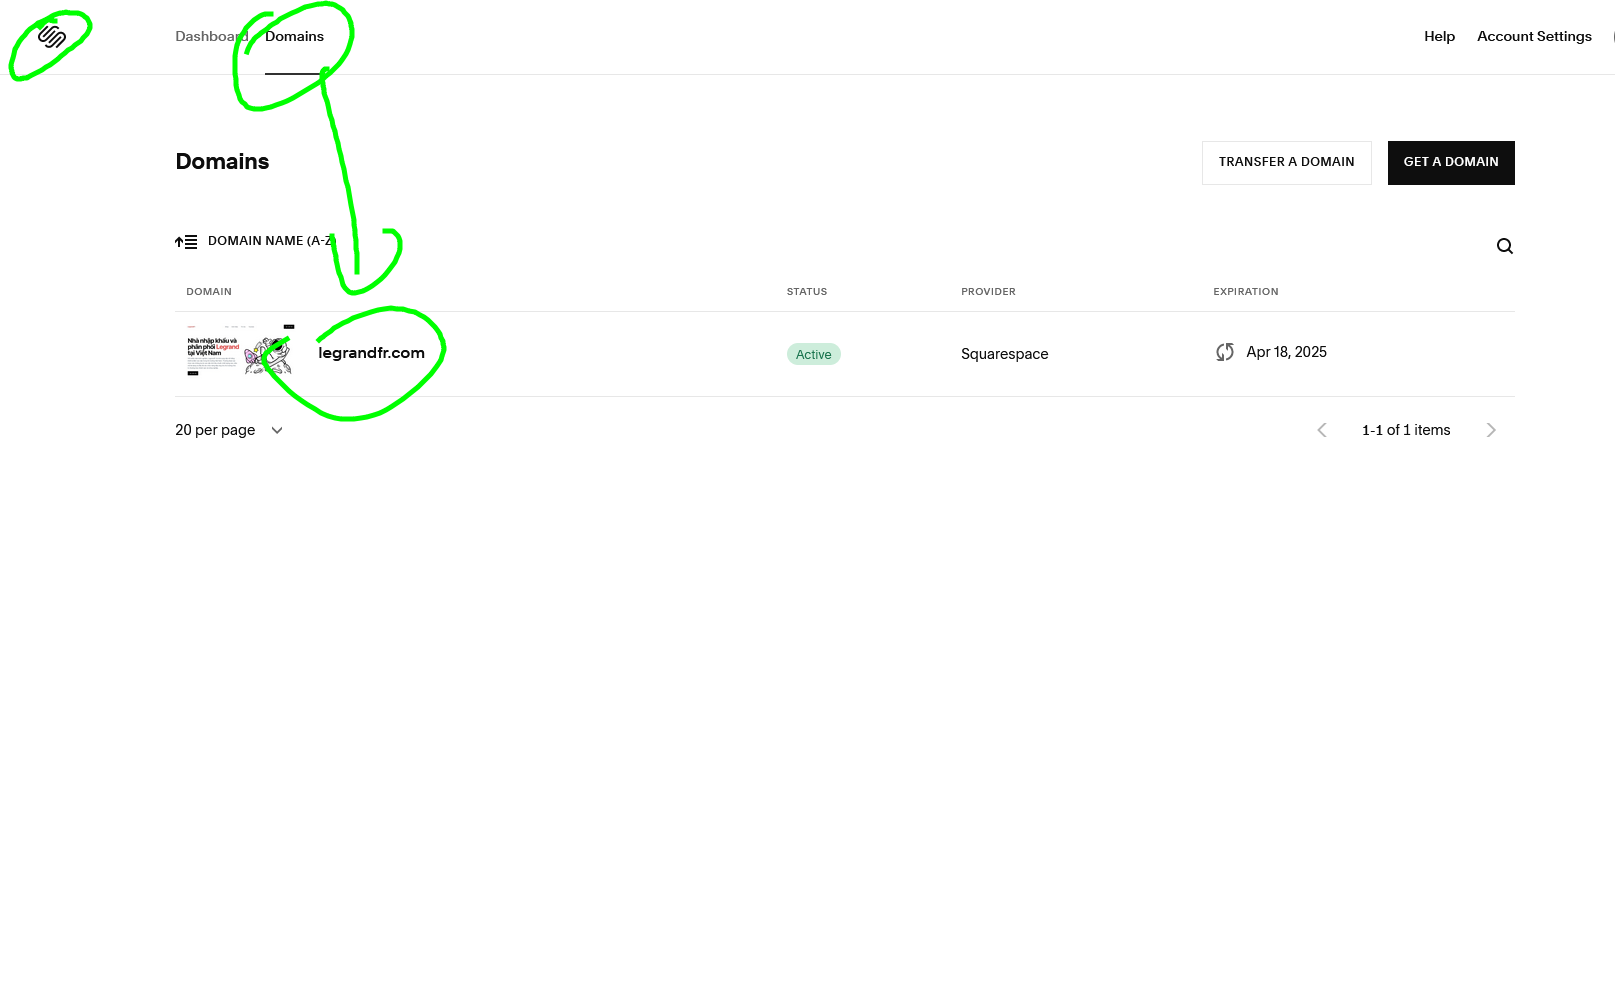 Dashboard Domains Help Account Settings
Domains TRANSFER A DOMAIN GET A DOMAIN
DOMAIN NAME (A-Z)
DOMAIN STATUS PROVIDER EXPIRATION
Nhà nhập khẩu và
phân phối Legrand
tại Việt Nam
legrandfr.com Active Squarespace Apr 18, 2025
20 per page 1-1 of 1 items